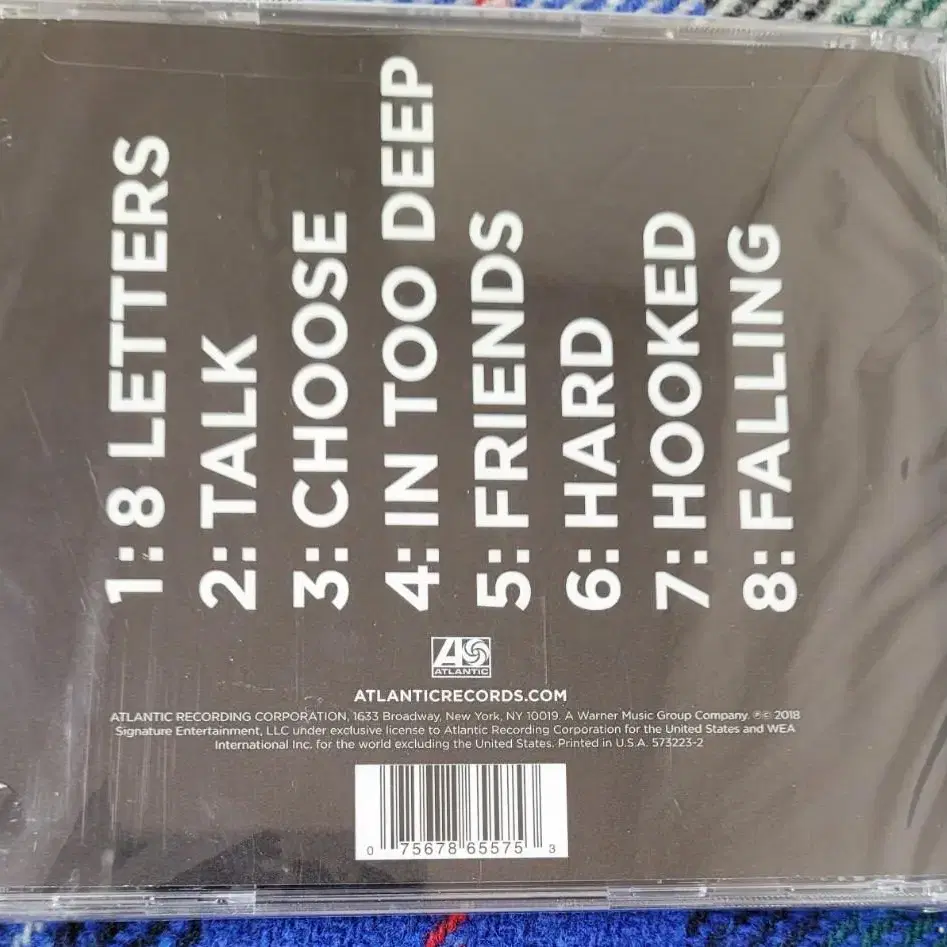 1: 8 LETTERS
2: TALK
3: CHOOSE
4: IN TOO DEEP
5: FRIENDS
6: HARD
7: HOOKED
8: FALLING
A
ATLANTIC
ATLANTICRECORDS.COM
ATLANTIC RECORDING CORPORATION, 1633 Broadway, New York, NY 10019. A Warner Music Group Company. ℗© 2018
Signature Entertainment, LLC under exclusive license to Atlantic Recording Corporation for the United States and WEA
International Inc. for the world excluding the United States. Printed in U.S.A. 573223-2
0 75678 65575 3